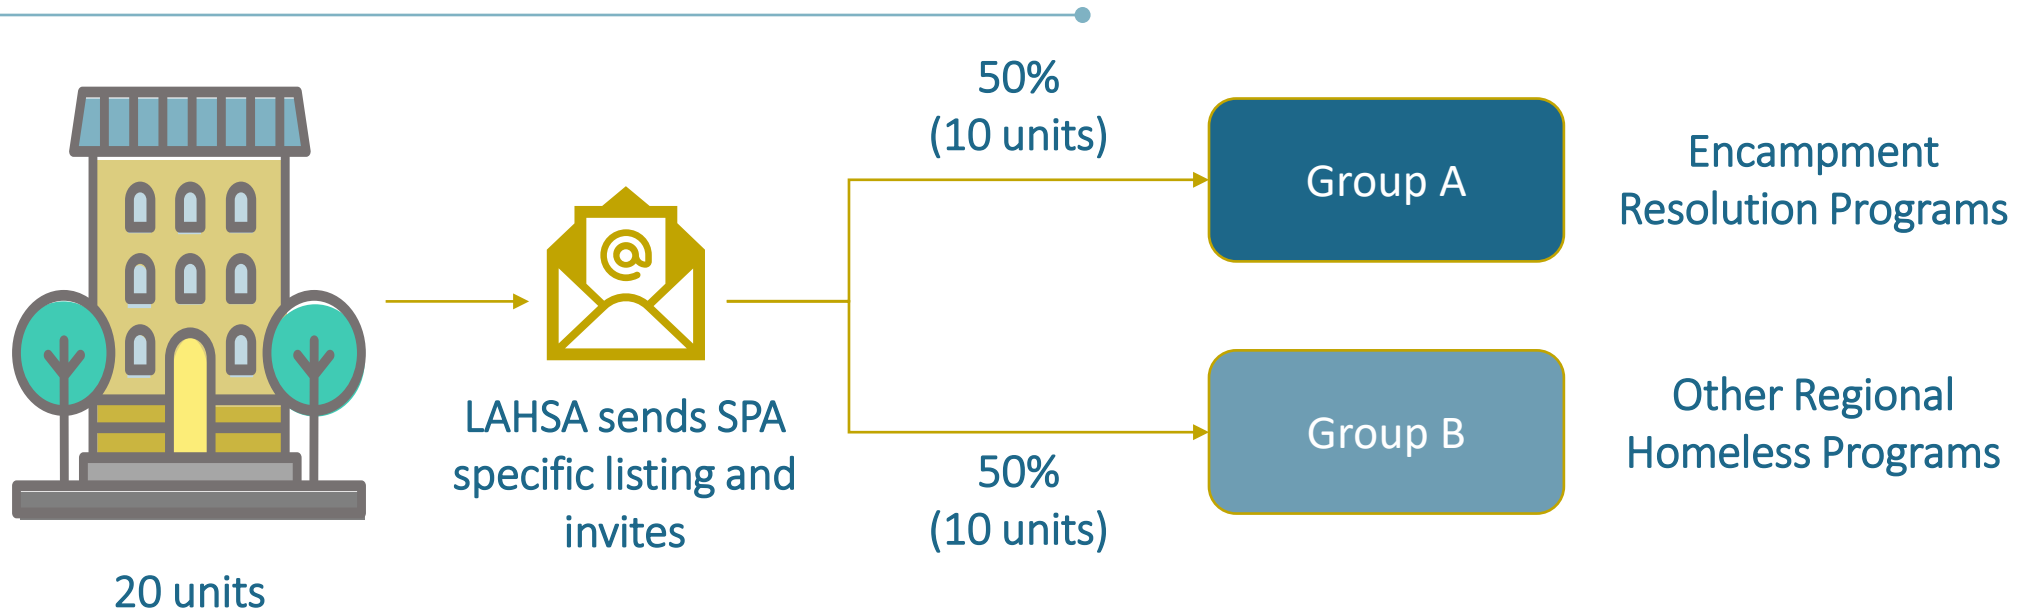 20 units
@
LAHSA sends SPA
specific listing and
invites
50%
(10 units)
Group A
Encampment
Resolution Programs
50%
(10 units)
Group B
Other Regional
Homeless Programs